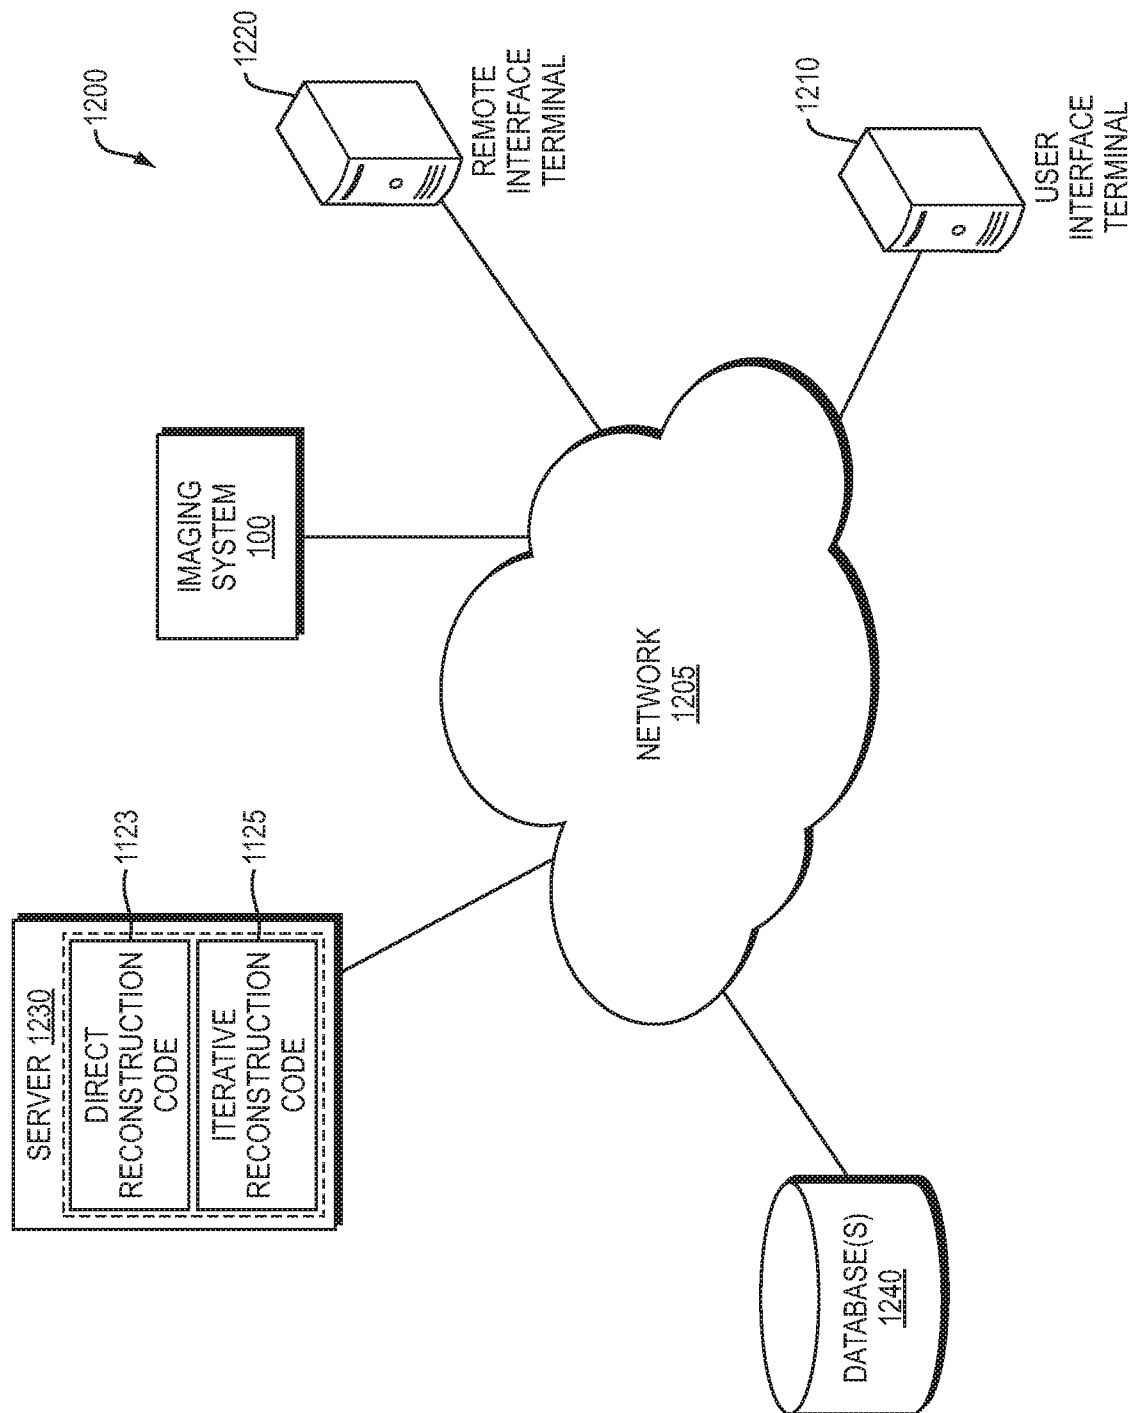 1200
SERVER 1230
DIRECT
RECONSTRUCTION
CODE
1123
ITERATIVE
RECONSTRUCTION
CODE
1125
IMAGING
SYSTEM
100
1220
REMOTE
INTERFACE
TERMINAL
NETWORK
1205
DATABASE(S)
1240
1210
USER
INTERFACE
TERMINAL